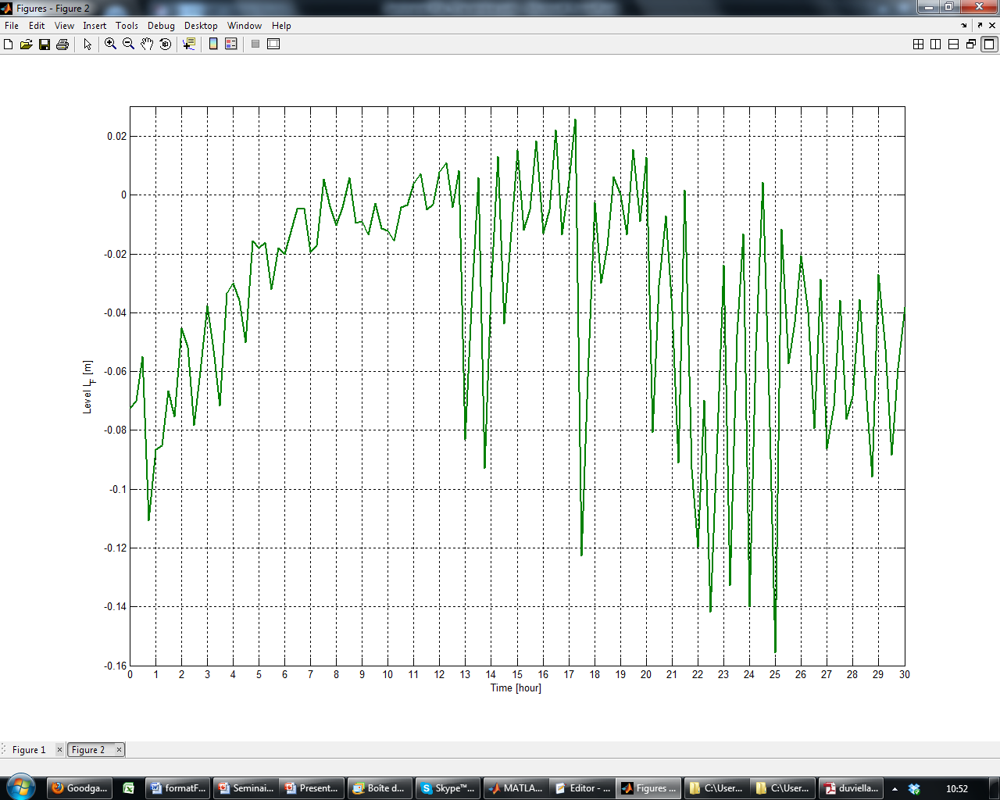 Figures - Figure 2
File Edit View Insert Tools Debug Desktop Window Help
0.02
0
-0.02
-0.04
-0.06
-0.08
-0.1
-0.12
-0.14
-0.16
Level LF [m]
0 1 2 3 4 5 6 7 8 9 10 11 12 13 14 15 16 17 18 19 20 21 22 23 24 25 26 27 28 29 30
Time [hour]
Figure 1 × Figure 2 ×
Goodga... formatF... Seminai... Present... Boîte d... Skype™... MATLA... Editor - ... Figures ... C:\User... C:\User... duviella... 10:52